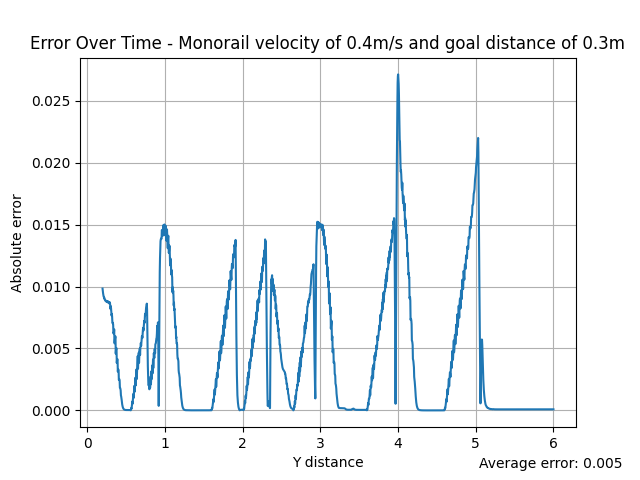 Error Over Time - Monorail velocity of 0.4m/s and goal distance of 0.3m
0.025
0.020
0.015
0.010
0.005
0.000
Absolute error
0 1 2 3 4 5 6
Y distance
Average error: 0.005